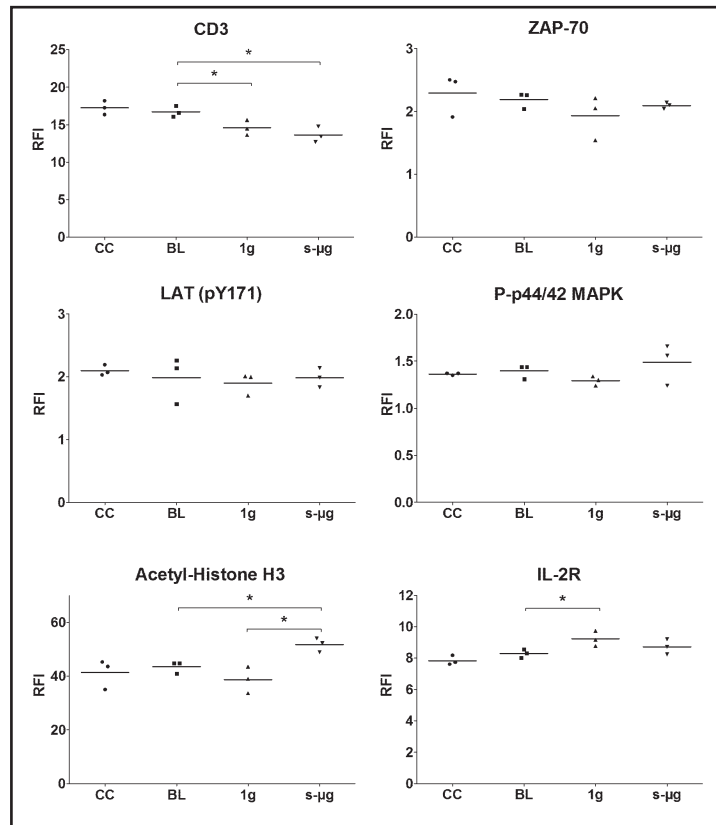 CD3
25
20
15
10
5
0
RFI
*
*
CC BL 1g s-µg
ZAP-70
3
2
1
0
RFI
CC BL 1g s-µg
LAT (pY171)
3
2
1
0
RFI
CC BL 1g s-µg
P-p44/42 MAPK
2.0
1.5
1.0
0.5
0.0
RFI
CC BL 1g s-µg
Acetyl-Histone H3
60
40
20
0
RFI
*
*
CC BL 1g s-µg
IL-2R
12
10
8
6
4
2
0
RFI
*
CC BL 1g s-µg